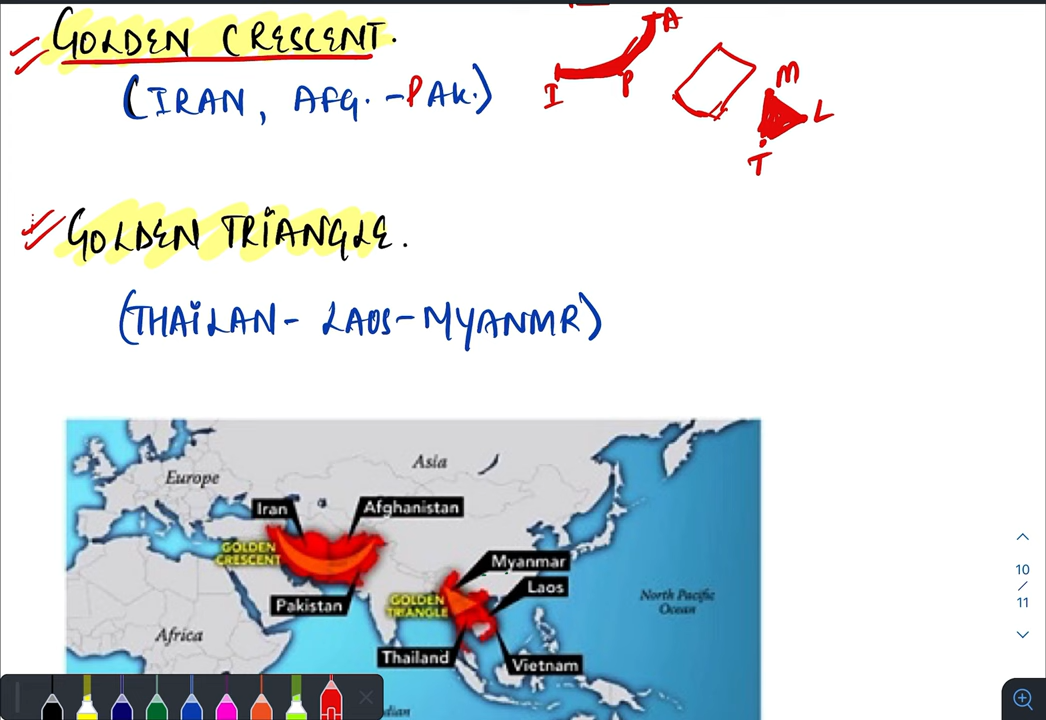 GOLDEN CRESCENT.
(IRAN, AFG. -PAK.)
I
P
A
M
L
T
GOLDEN TRIANGLE.
(THAILAN- LAOS-MYANMR)
Europe
Asia
Iran
Afghanistan
GOLDEN
CRESCENT
Pakistan
Myanmar
Laos
GOLDEN
TRIANGLE
North Pacific
Ocean
Africa
Thailand
Vietnam
dian
10
/
11